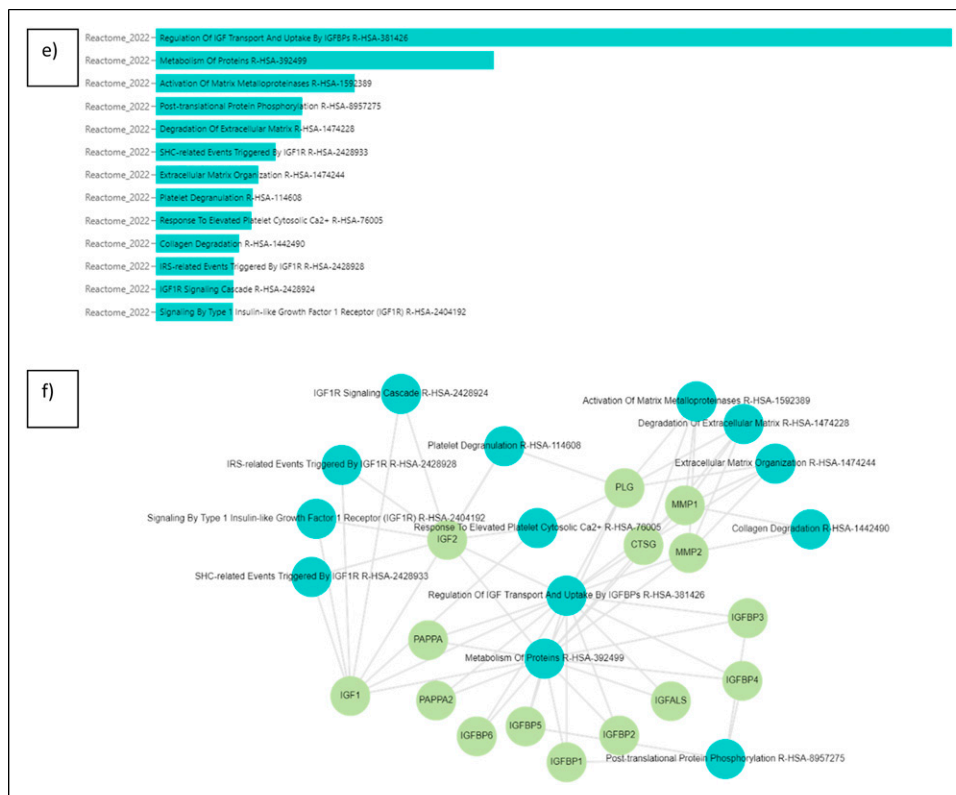 e)
Reactome_2022 Regulation Of IGF Transport And Uptake By IGFBPs R-HSA-381426
Reactome_2022 Metabolism Of Proteins R-HSA-392499
Reactome_2022 Activation Of Matrix Metalloproteinases R-HSA-1592389
Reactome_2022 Post-translational Protein Phosphorylation R-HSA-8957275
Reactome_2022 Degradation Of Extracellular Matrix R-HSA-1474228
Reactome_2022 SHC-related Events Triggered By IGF1R R-HSA-2428933
Reactome_2022 Extracellular Matrix Organization R-HSA-1474244
Reactome_2022 Platelet Degranulation R-HSA-114608
Reactome_2022 Response To Elevated Platelet Cytosolic Ca2+ R-HSA-76005
Reactome_2022 Collagen Degradation R-HSA-1442490
Reactome_2022 IRS-related Events Triggered By IGF1R R-HSA-2428928
Reactome_2022 IGF1R Signaling Cascade R-HSA-2428924
Reactome_2022 Signaling By Type 1 Insulin-like Growth Factor 1 Receptor (IGF1R) R-HSA-2404192
f)
IGF1R Signaling Cascade R-HSA-2428924
Activation Of Matrix Metalloproteinases R-HSA-1592389
Degradation Of Extracellular Matrix R-HSA-1474228
Platelet Degranulation R-HSA-114608
IRS-related Events Triggered By IGF1R R-HSA-2428928
Extracellular Matrix Organization R-HSA-1474244
PLG
MMP1
Signaling By Type 1 Insulin-like Growth Factor 1 Receptor (IGF1R) R-HSA-2404192
Response To Elevated Platelet Cytosolic Ca2+ R-HSA-76005
Collagen Degradation R-HSA-1442490
IGF2
CTSG
MMP2
SHC-related Events Triggered By IGF1R R-HSA-2428933
Regulation Of IGF Transport And Uptake By IGFBPs R-HSA-381426
IGFBP3
PAPPA
Metabolism Of Proteins R-HSA-392499
IGFBP4
IGF1
PAPPA2
IGFALS
IGFBP5
IGFBP6
IGFBP2
Post-translational Protein Phosphorylation R-HSA-8957275
IGFBP1